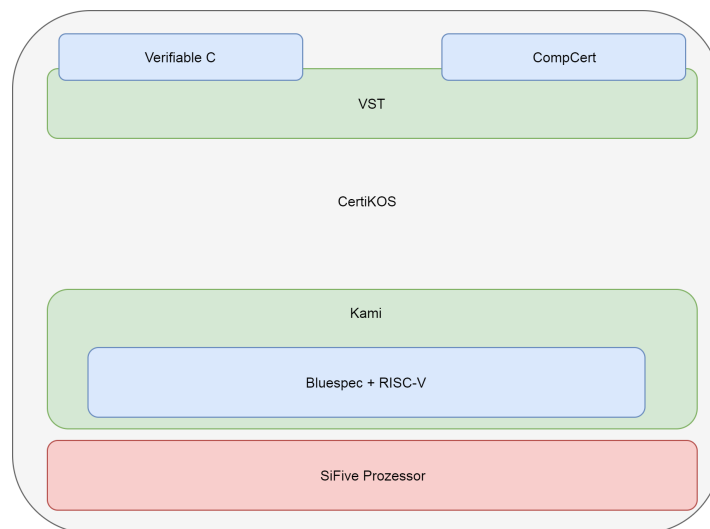 Verifiable C
CompCert
VST
CertiKOS
Kami
Bluespec + RISC-V
SiFive Prozessor